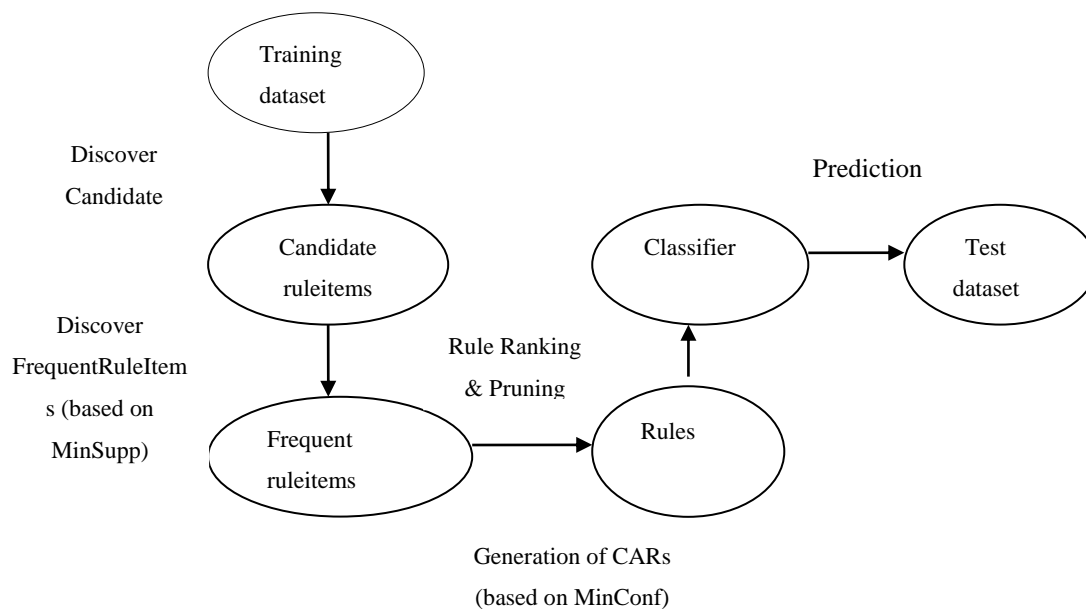 Training
dataset
Discover
Candidate
Prediction
Candidate
ruleitems
Classifier
Test
dataset
Discover
FrequentRuleItem
s (based on
MinSupp)
Rule Ranking
& Pruning
Frequent
ruleitems
Rules
Generation of CARs
(based on MinConf)